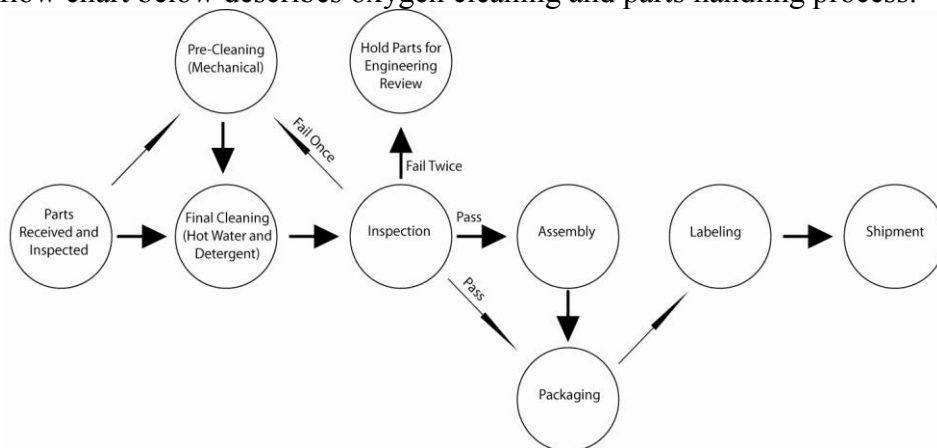 flow chart below describes oxygen cleaning and parts handling process.
Pre-Cleaning
(Mechanical)
Hold Parts for
Engineering
Review
Fail Once
Fail Twice
Parts
Received and
Inspected
Final Cleaning
(Hot Water and
Detergent)
Inspection
Pass
Assembly
Labeling
Shipment
Pass
Packaging